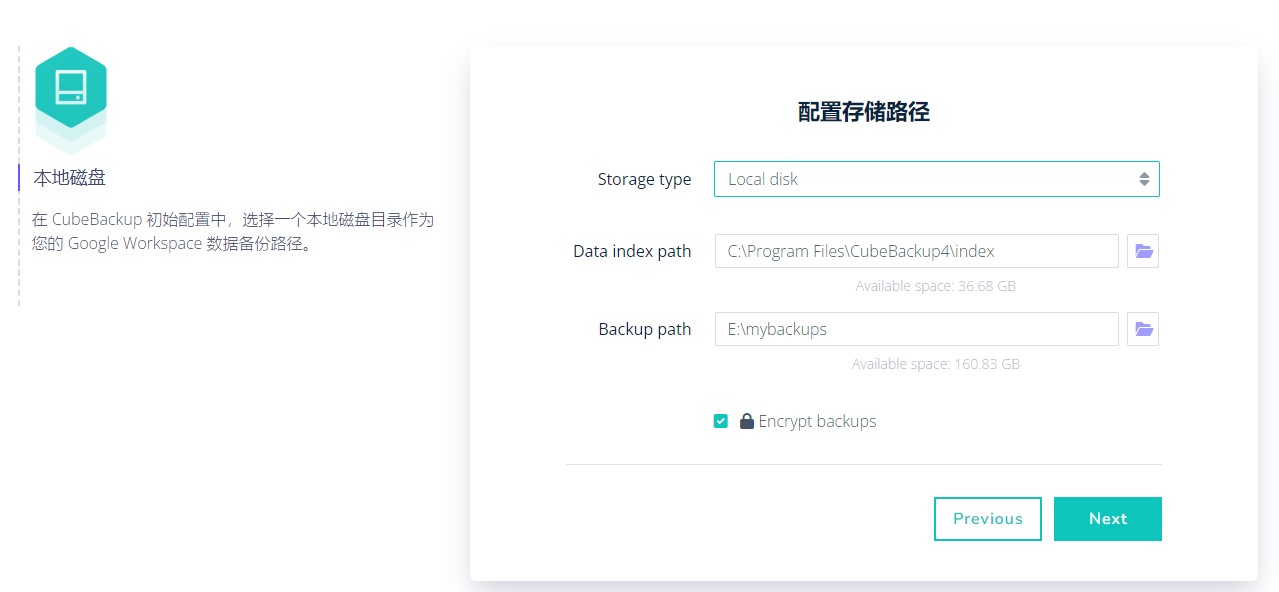 本地磁盘
在 CubeBackup 初始配置中，选择一个本地磁盘目录作为
您的 Google Workspace 数据备份路径。
配置存储路径
Storage type Local disk
Data index path C:\Program Files\CubeBackup4\index
Available space: 36.68 GB
Backup path E:\mybackups
Available space: 160.83 GB
Encrypt backups
Previous Next